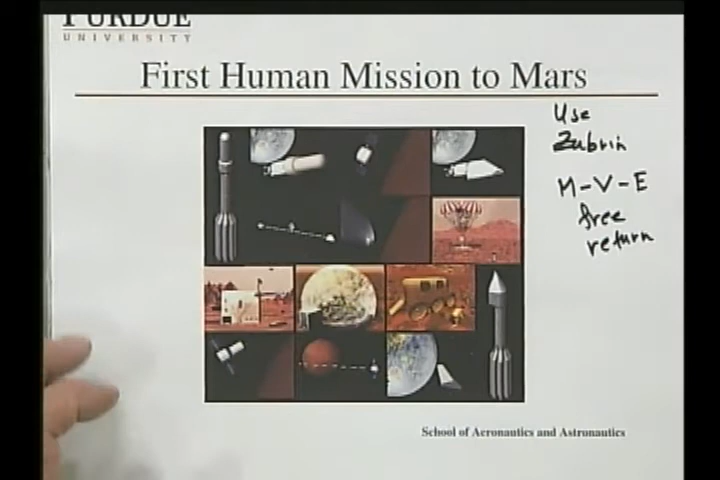 PURDUE
UNIVERSITY
First Human Mission to Mars
Use
Zubrin
M-V-E
free
return
School of Aeronautics and Astronautics